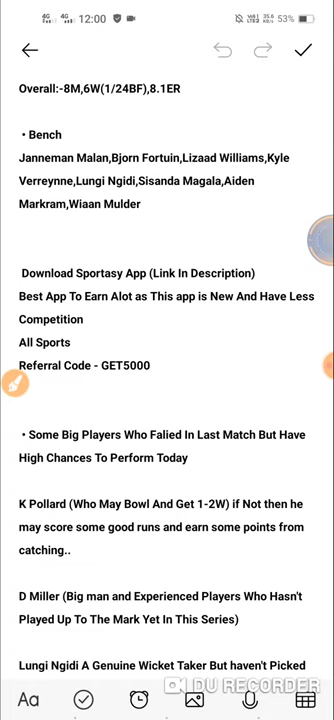 4G 4G 12:00 53%
Overall:-8M,6W(1/24BF),8.1ER
• Bench
Janneman Malan,Bjorn Fortuin,Lizaad Williams,Kyle
Verreynne,Lungi Ngidi,Sisanda Magala,Aiden
Markram,Wiaan Mulder
Download Sportasy App (Link In Description)
Best App To Earn Alot as This app is New And Have Less
Competition
All Sports
Referral Code - GET5000
• Some Big Players Who Falied In Last Match But Have
High Chances To Perform Today
K Pollard (Who May Bowl And Get 1-2W) if Not then he
may score some good runs and earn some points from
catching..
D Miller (Big man and Experienced Players Who Hasn't
Played Up To The Mark Yet In This Series)
Lungi Ngidi A Genuine Wicket Taker But haven't Picked
DU RECORDER
Aa